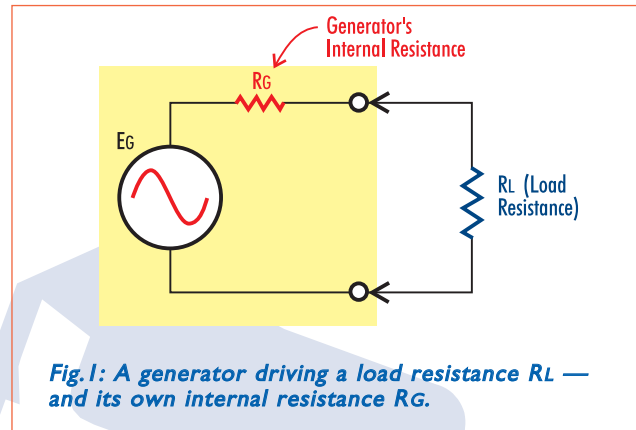 Generator's
Internal Resistance
RG
EG
RL (Load
Resistance)
Fig.1: A generator driving a load resistance RL —
and its own internal resistance RG.